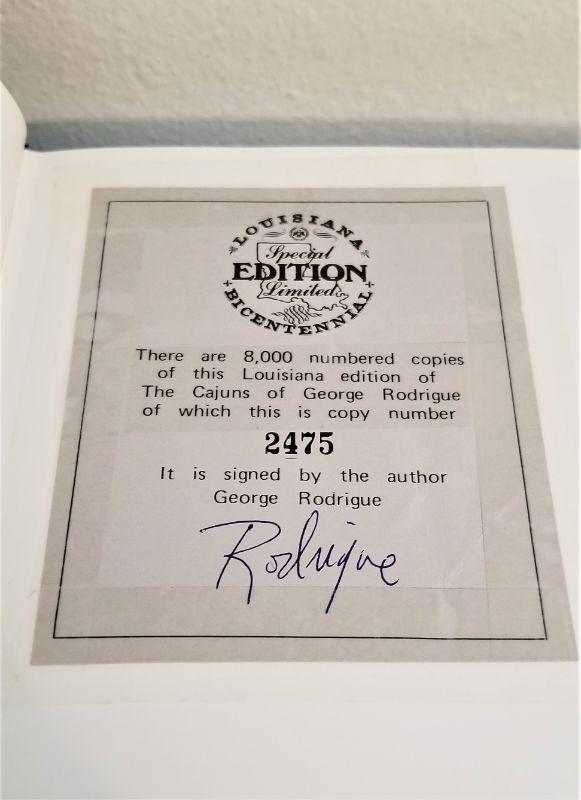 LOUISIANA
Special
EDITION
Limited
BICENTENNIAL
There are 8,000 numbered copies
of this Louisiana edition of
The Cajuns of George Rodrigue
of which this is copy number
2475
It is signed by the author
George Rodrigue
Rodrigue